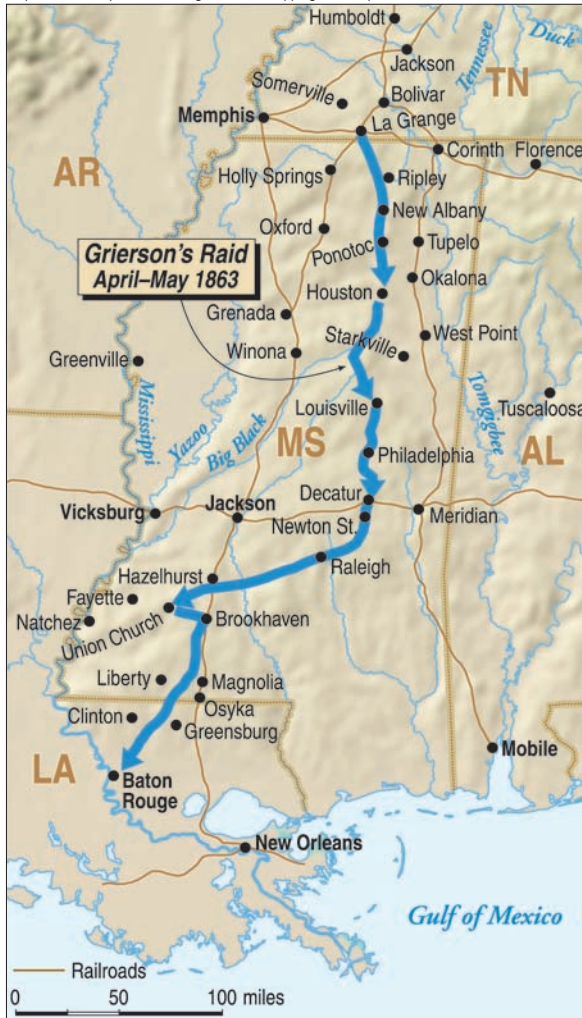 Humboldt
Tennessee
Duck
Jackson
TN
Somerville
Bolivar
Memphis
La Grange
Corinth
Florence
AR
Holly Springs
Ripley
New Albany
Oxford
Ponotoc
Tupelo
Grierson's Raid
April–May 1863
Okalona
Houston
Grenada
West Point
Starkville
Winona
Greenville
Mississippi
Yazoo
Big Black
Louisville
Tomgigbee
Tuscaloosa
MS
AL
Philadelphia
Decatur
Vicksburg
Jackson
Newton St.
Meridian
Raleigh
Hazelhurst
Fayette
Natchez
Union Church
Brookhaven
Liberty
Magnolia
Osyka
Clinton
Greensburg
Mobile
LA
Baton
Rouge
New Orleans
Gulf of Mexico
Railroads
0 50 100 miles